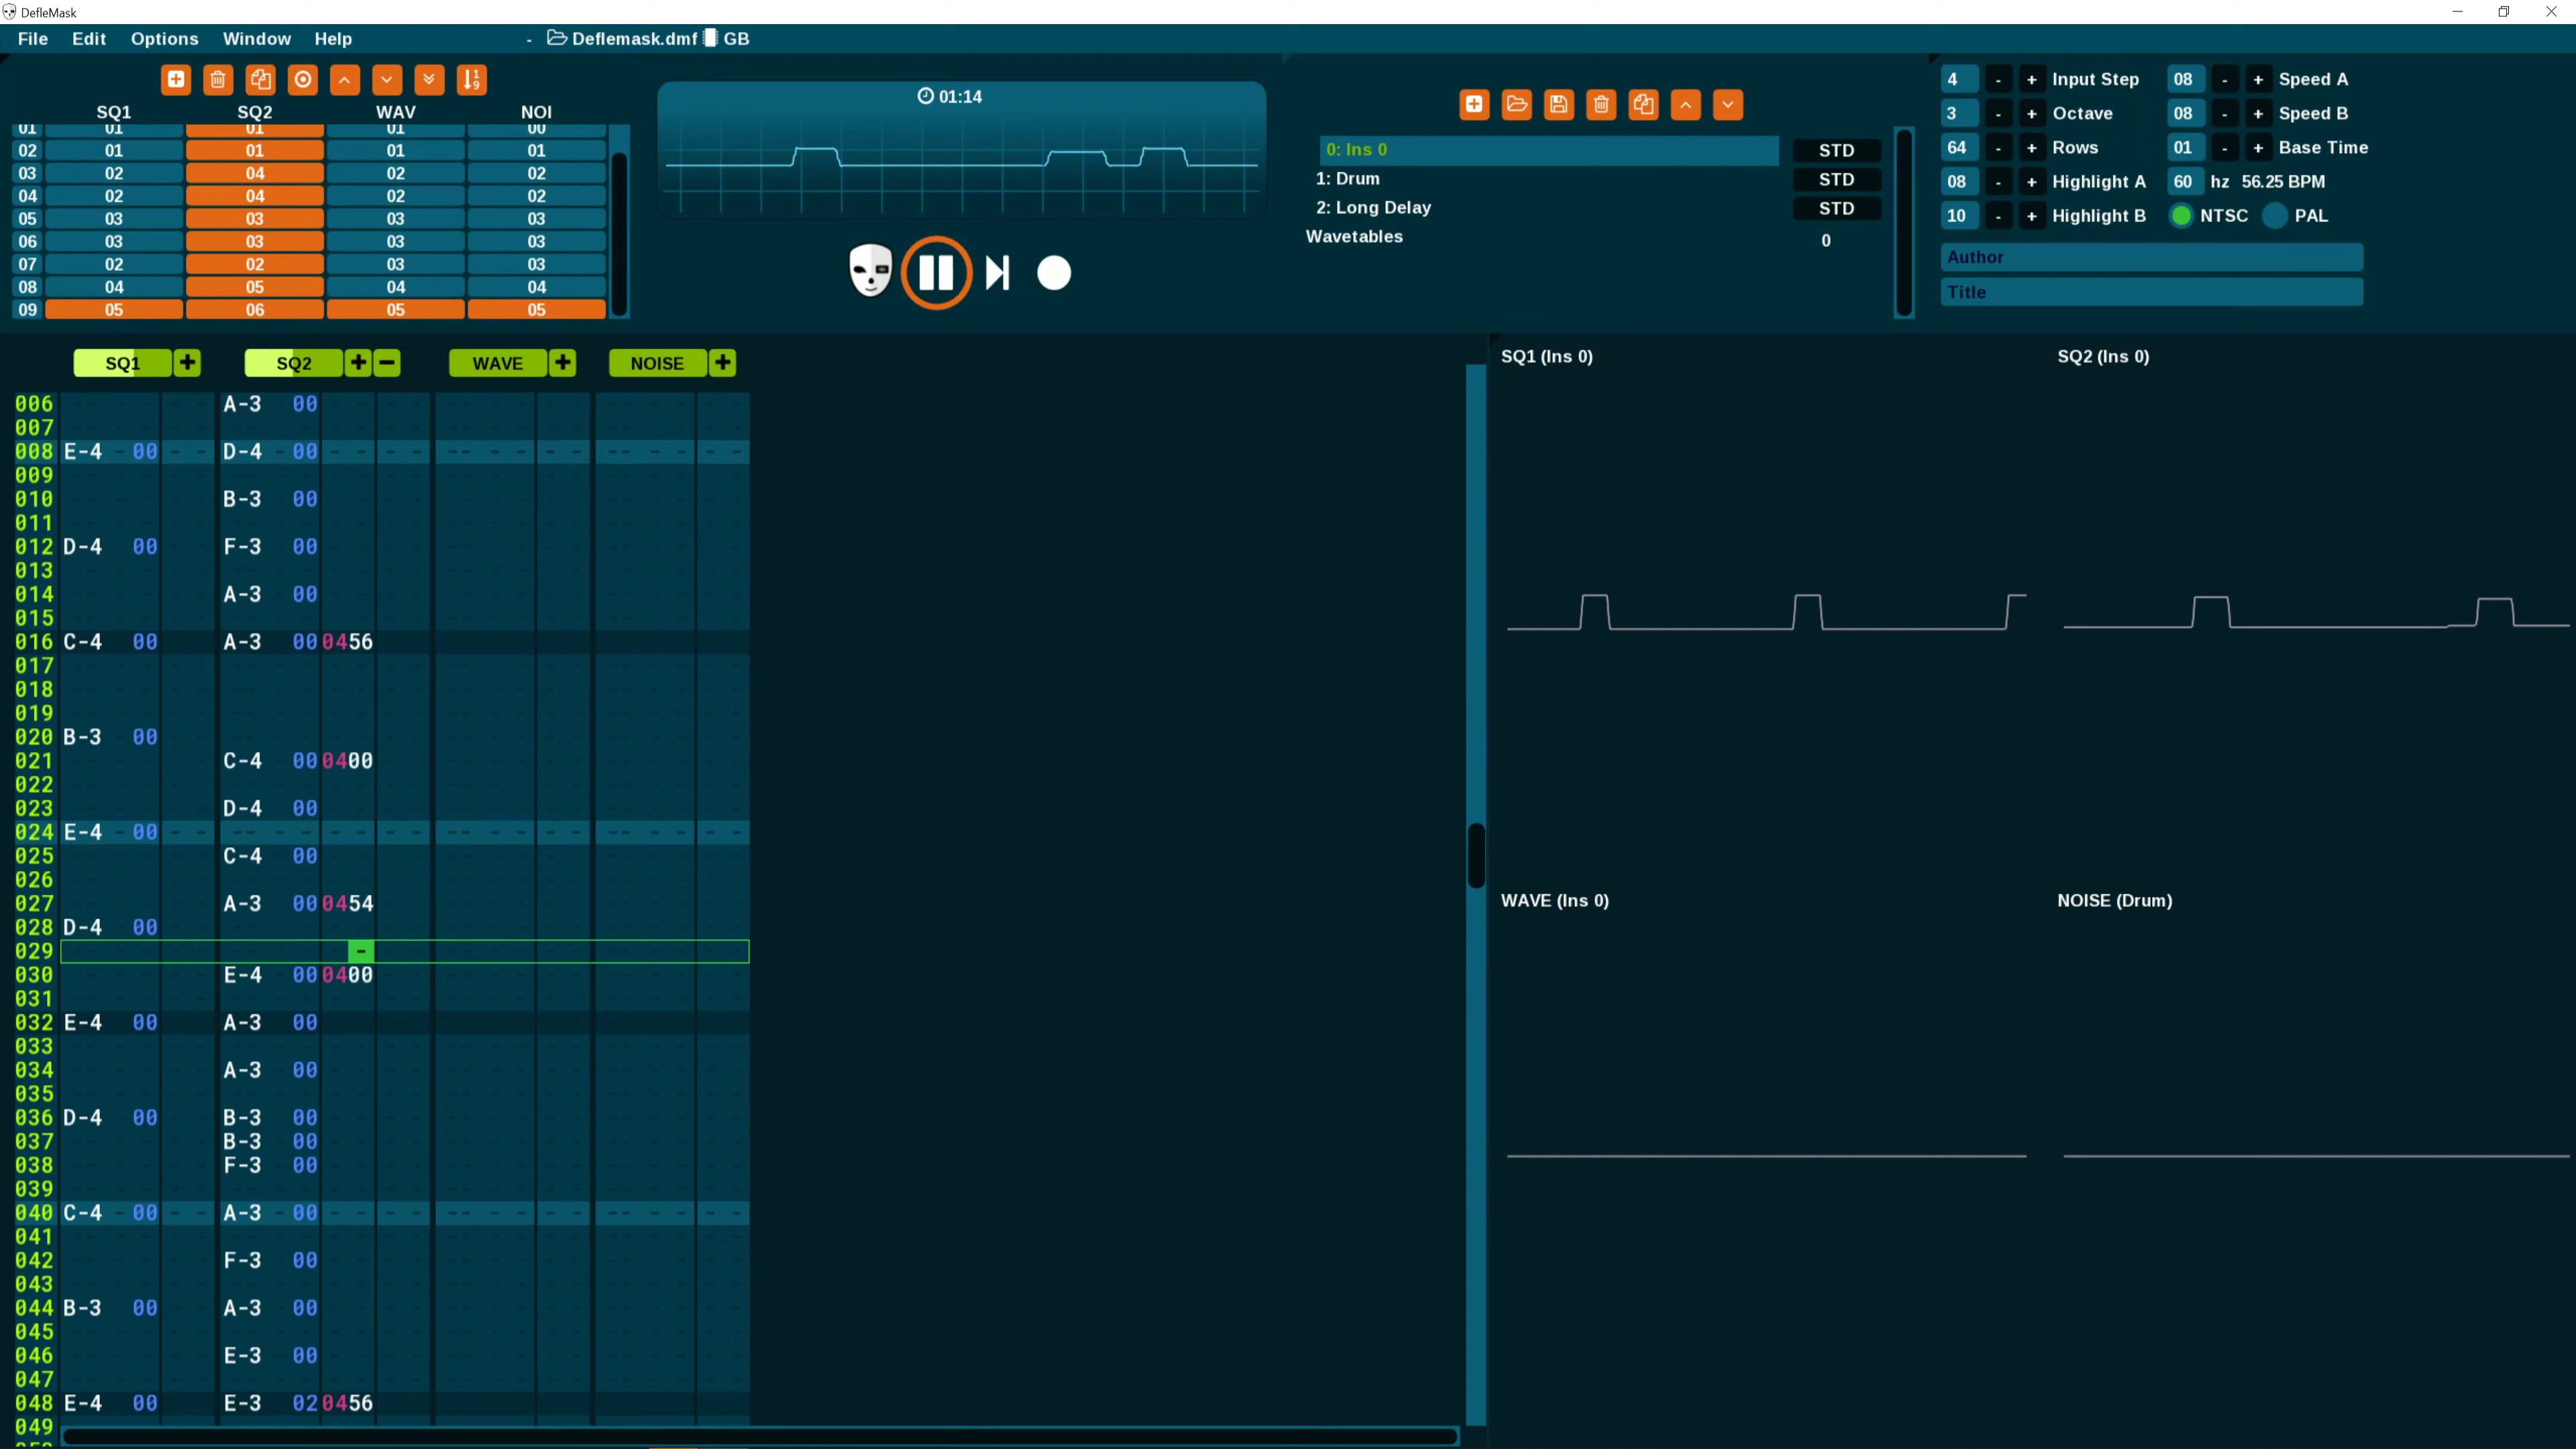 DefleMask
File Edit Options Window Help - Deflemask.dmf GB
SQ1 SQ2 WAV NOI
01 01 01 01 00
02 01 01 01 01
03 02 04 02 02
04 02 04 02 02
05 03 03 03 03
06 03 03 03 03
07 02 02 03 03
08 04 05 04 04
09 05 06 05 05
01:14
0: Ins 0 STD
1: Drum STD
2: Long Delay STD
Wavetables 0
4 - + Input Step 08 - + Speed A
3 - + Octave 08 - + Speed B
64 - + Rows 01 - + Base Time
08 - + Highlight A 60 hz 56.25 BPM
10 - + Highlight B NTSC PAL
Author
Title
SQ1 + SQ2 + - WAVE + NOISE +
006 A-3 00
007
008 E-4 00 D-4 00
009
010 B-3 00
011
012 D-4 00 F-3 00
013
014 A-3 00
015
016 C-4 00 A-3 00 0456
017
018
019
020 B-3 00
021 C-4 00 0400
022
023 D-4 00
024 E-4 00
025 C-4 00
026
027 A-3 00 0454
028 D-4 00
029 -
030 E-4 00 0400
031
032 E-4 00 A-3 00
033
034 A-3 00
035
036 D-4 00 B-3 00
037 B-3 00
038 F-3 00
039
040 C-4 00 A-3 00
041
042 F-3 00
043
044 B-3 00 A-3 00
045
046 E-3 00
047
048 E-4 00 E-3 02 0456
049
SQ1 (Ins 0) SQ2 (Ins 0)
WAVE (Ins 0) NOISE (Drum)